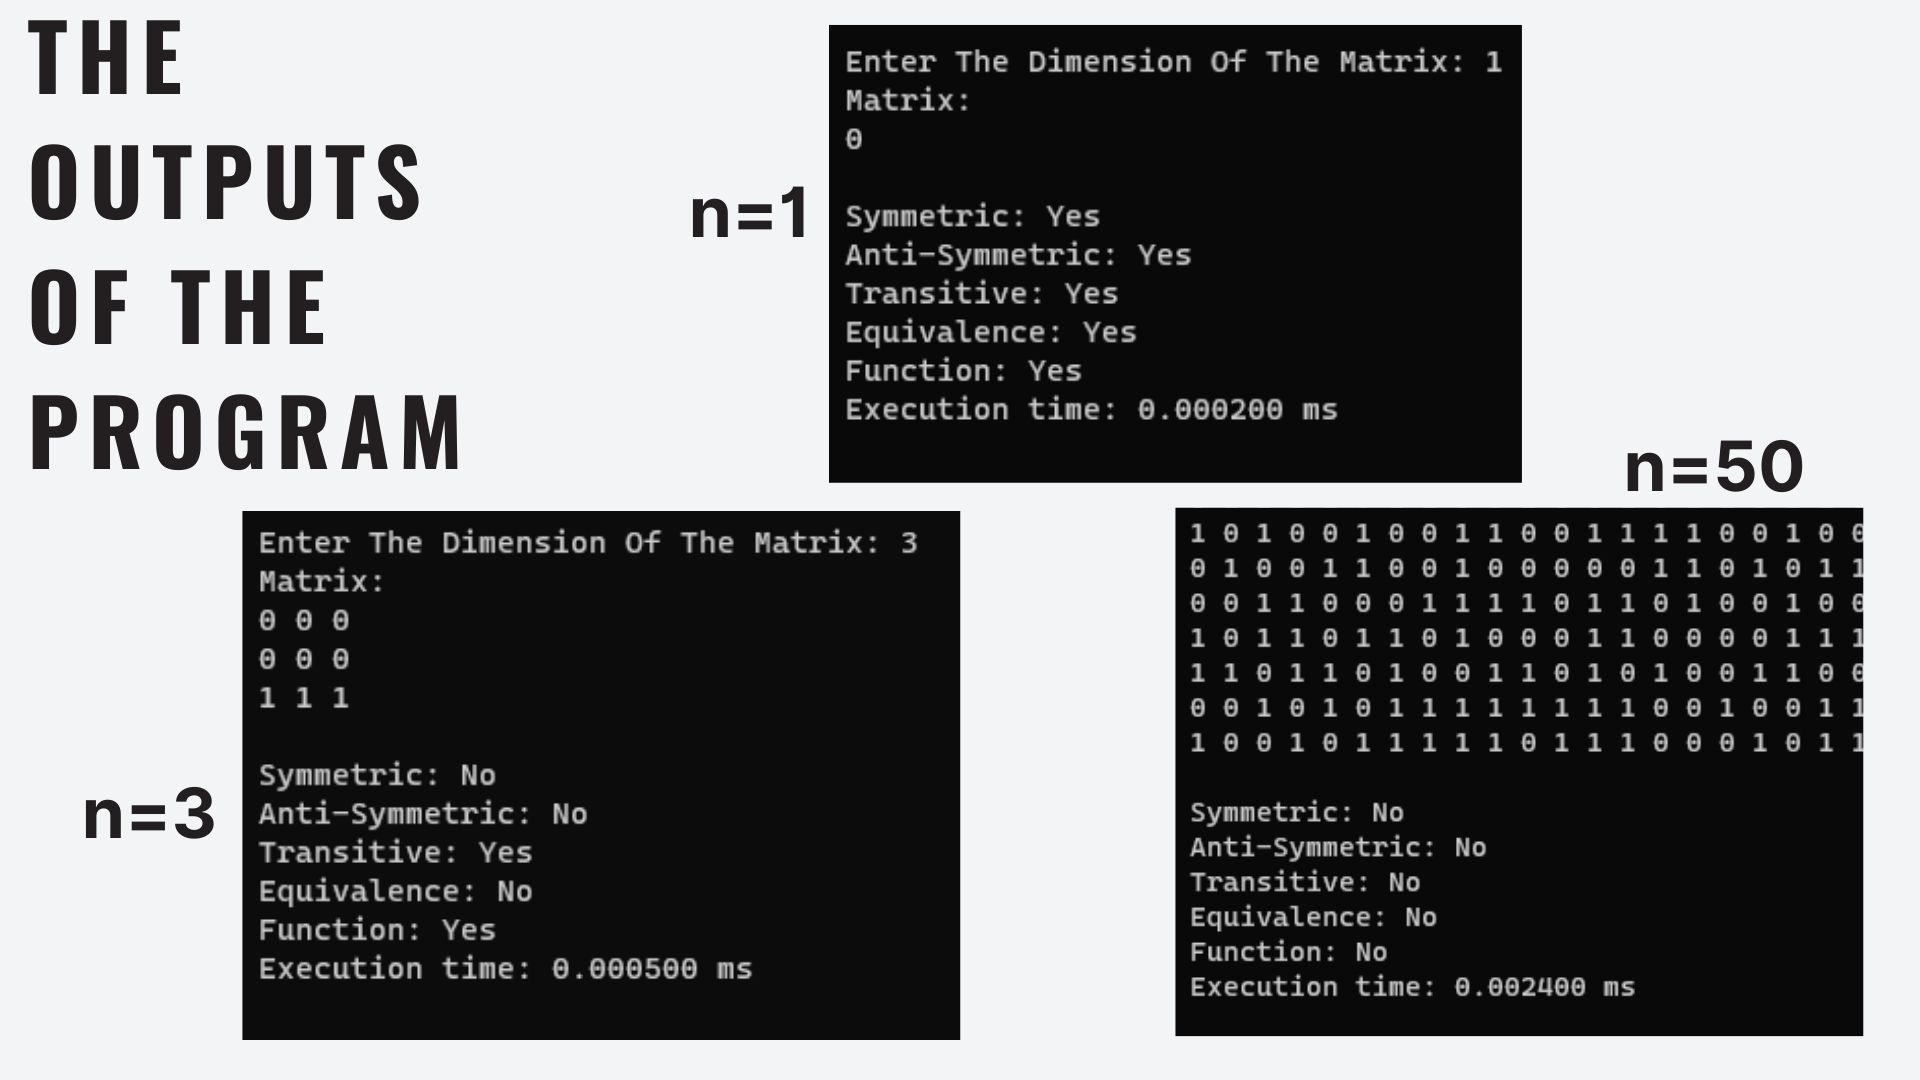 THE
OUTPUTS
OF THE
PROGRAM
n=1
Enter The Dimension Of The Matrix: 1
Matrix:
0
Symmetric: Yes
Anti-Symmetric: Yes
Transitive: Yes
Equivalence: Yes
Function: Yes
Execution time: 0.000200 ms
n=3
Enter The Dimension Of The Matrix: 3
Matrix:
0 0 0
0 0 0
1 1 1
Symmetric: No
Anti-Symmetric: No
Transitive: Yes
Equivalence: No
Function: Yes
Execution time: 0.000500 ms
n=50
1 0 1 0 0 1 0 0 1 1 0 0 1 1 1 1 0 0 1 0 0
0 1 0 0 1 1 0 0 1 0 0 0 0 0 1 1 0 1 0 1 1
0 0 1 1 0 0 0 1 1 1 1 0 1 1 0 1 0 0 1 0 0
1 0 1 1 0 1 1 0 1 0 0 0 1 1 0 0 0 0 1 1 1
1 1 0 1 1 0 1 0 0 1 1 0 1 0 1 0 0 1 1 0 0
0 0 1 0 1 0 1 1 1 1 1 1 1 1 0 0 1 0 0 1 1
1 0 0 1 0 1 1 1 1 1 0 1 1 1 0 0 0 1 0 1 1
Symmetric: No
Anti-Symmetric: No
Transitive: No
Equivalence: No
Function: No
Execution time: 0.002400 ms